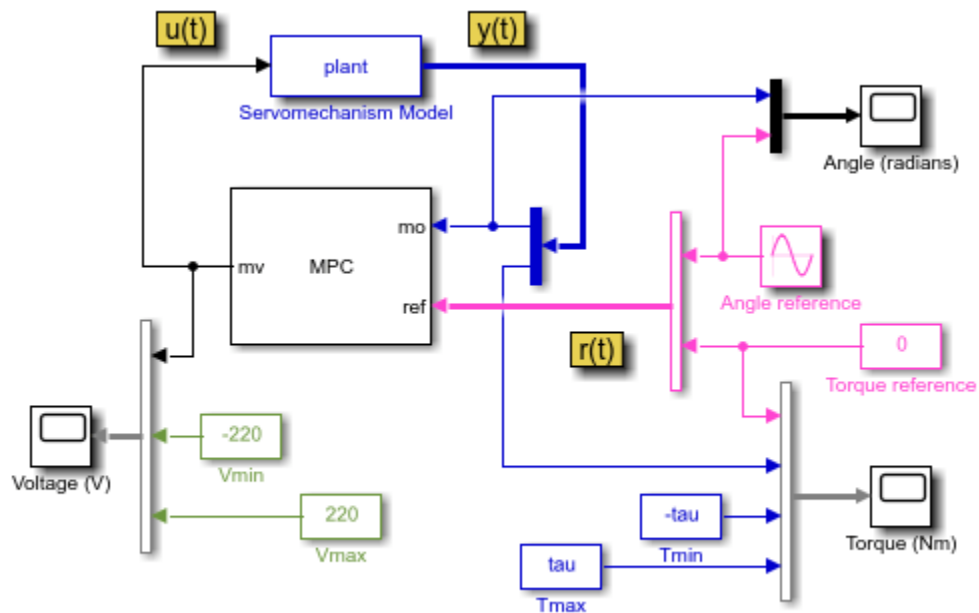 u(t)
y(t)
plant
Servomechanism Model
Angle (radians)
mo
mv
MPC
ref
Angle reference
r(t)
0
Torque reference
-220
Vmin
Voltage (V)
220
Vmax
-tau
Tmin
Torque (Nm)
tau
Tmax